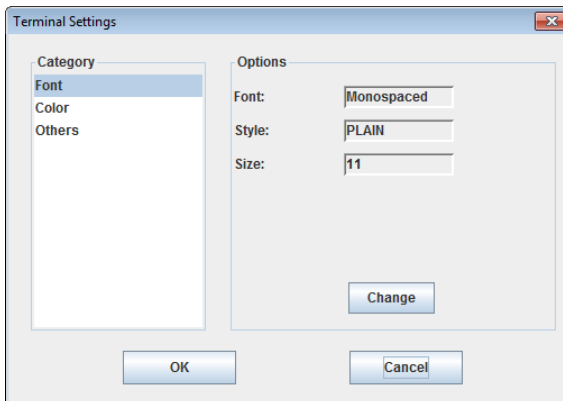 Terminal Settings
Category
Font
Color
Others
Options
Font: Monospaced
Style: PLAIN
Size: 11
Change
OK
Cancel